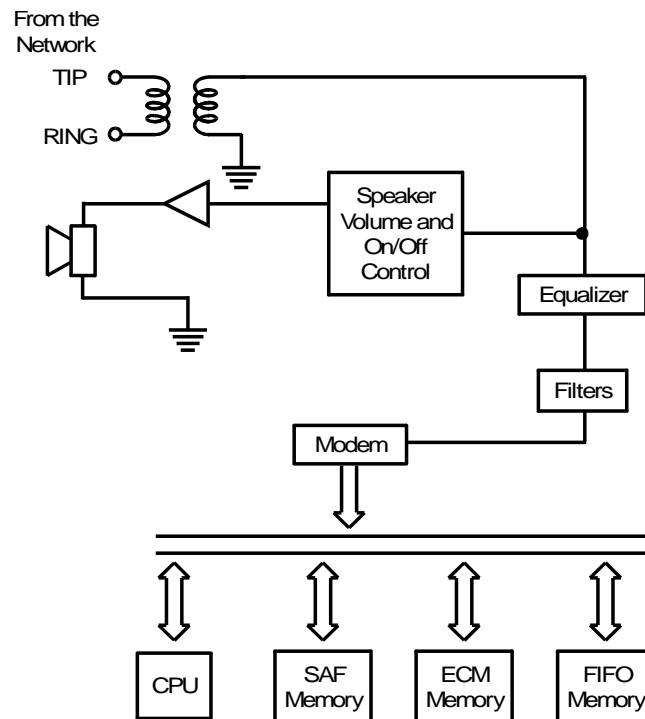 From the
Network
TIP
RING
Speaker
Volume and
On/Off
Control
Equalizer
Filters
Modem
CPU
SAF
Memory
ECM
Memory
FIFO
Memory